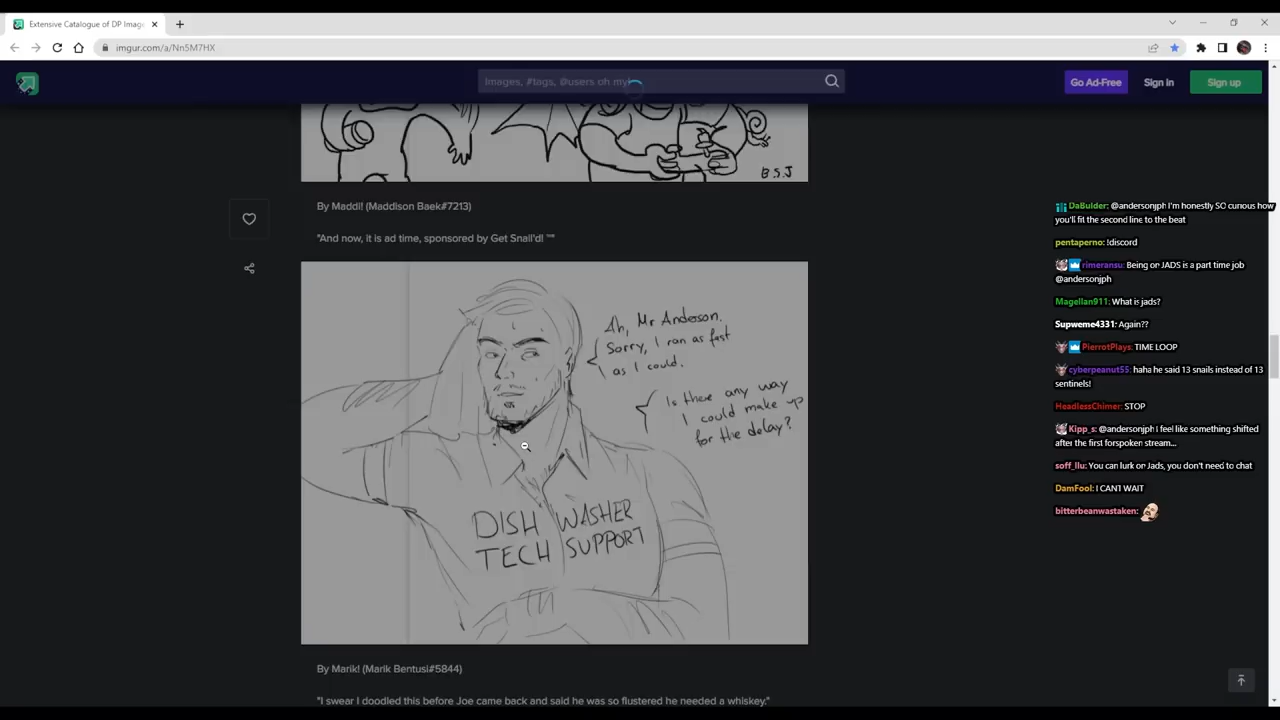 Extensive Catalogue of DP Imag
imgur.com/a/Nn5M7HX
Images, #tags, @users oh my!
Go Ad-Free
Sign in
Sign up
B.S.J
By Maddi! (Maddison Baek#7213)
"And now, it is ad time, sponsored by Get Snail'd! ™"
Ah, Mr Anderson.
Sorry, I ran as fast
as I could.
Is there any way
I could make up
for the delay?
DISH WASHER
TECH SUPPORT
By Marik! (Marik Bentusi#5844)
"I swear I doodled this before Joe came back and said he was so flustered he needed a whiskey."
DaBulder: @andersonjph I'm honestly SO curious how
you'll fit the second line to the beat
pentaperno: !discord
rimeransu: Being on JADS is a part time job
@andersonjph
Magellan911: What is jads?
Supweme4331: Again??
PierrotPlays: TIME LOOP
cyberpeanut55: haha he said 13 snails instead of 13
sentinels!
HeadlessChimer: STOP
Kipp_s: @andersonjph I feel like something shifted
after the first forspoken stream...
soff_llu: You can lurk on Jads, you don't need to chat
DamFool: I CANT WAIT
bitterbeanwastaken: